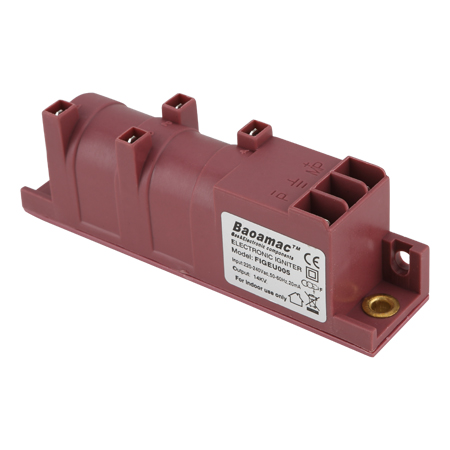 Baoamac™
B&A Electronic components
ELECTRONIC IGNITER
Model: FIGEU005
Input:220-240Vac,50-60Hz,20mA
Output: 14KV
For indoor use only
CE